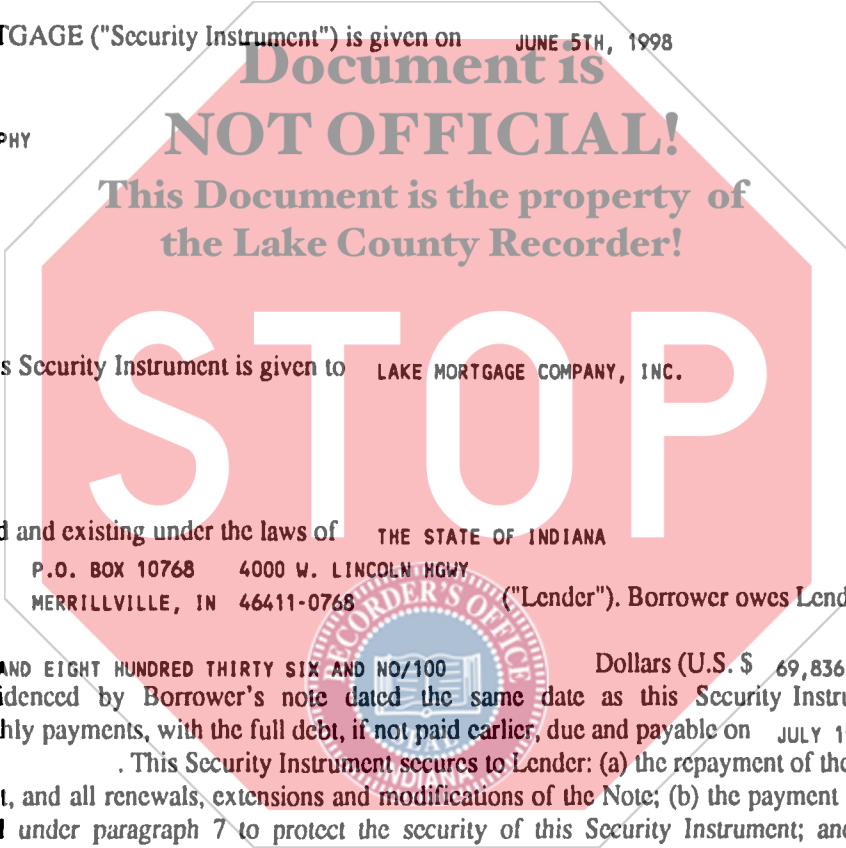 TGAGE ("Security Instrument") is given on JUNE 5TH, 1998
Document is
NOT OFFICIAL!
PHY
This Document is the property of
the Lake County Recorder!
STOP
s Security Instrument is given to LAKE MORTGAGE COMPANY, INC.
d and existing under the laws of THE STATE OF INDIANA
P.O. BOX 10768 4000 W. LINCOLN HGWY
MERRILLVILLE, IN 46411-0768 ("Lender"). Borrower owes Lend
RECORDER'S OFFICE
AND EIGHT HUNDRED THIRTY SIX AND NO/100 Dollars (U.S. $ 69,836
idenced by Borrower's note dated the same date as this Security Instru
hly payments, with the full debt, if not paid earlier, due and payable on JULY 1
SEAL
. This Security Instrument secures to Lender: (a) the repayment of the
INDIANA
t, and all renewals, extensions and modifications of the Note; (b) the payment
d under paragraph 7 to protect the security of this Security Instrument; and